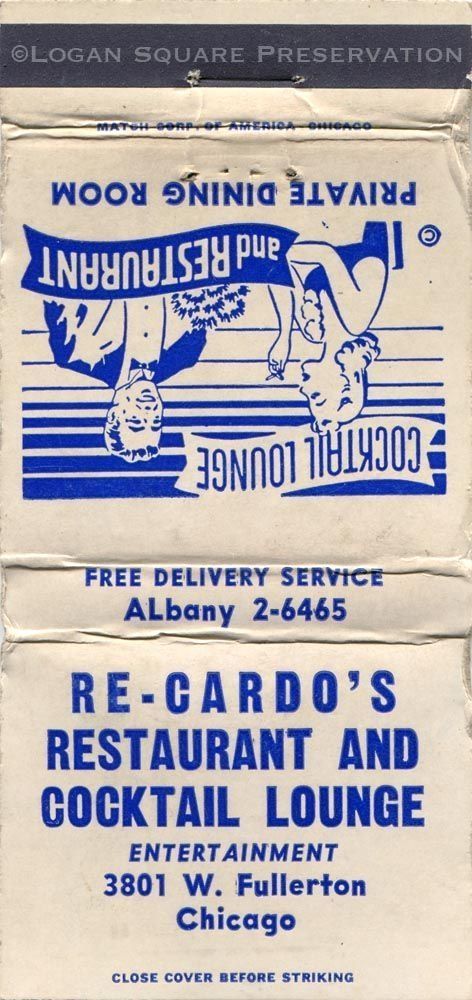 ©LOGAN SQUARE PRESERVATION
MATCH CORP. OF AMERICA CHICAGO
PRIVATE DINING ROOM
©
and RESTAURANT
COCKTAIL LOUNGE
FREE DELIVERY SERVICE
ALbany 2-6465
RE-CARDO'S
RESTAURANT AND
COCKTAIL LOUNGE
ENTERTAINMENT
3801 W. Fullerton
Chicago
CLOSE COVER BEFORE STRIKING